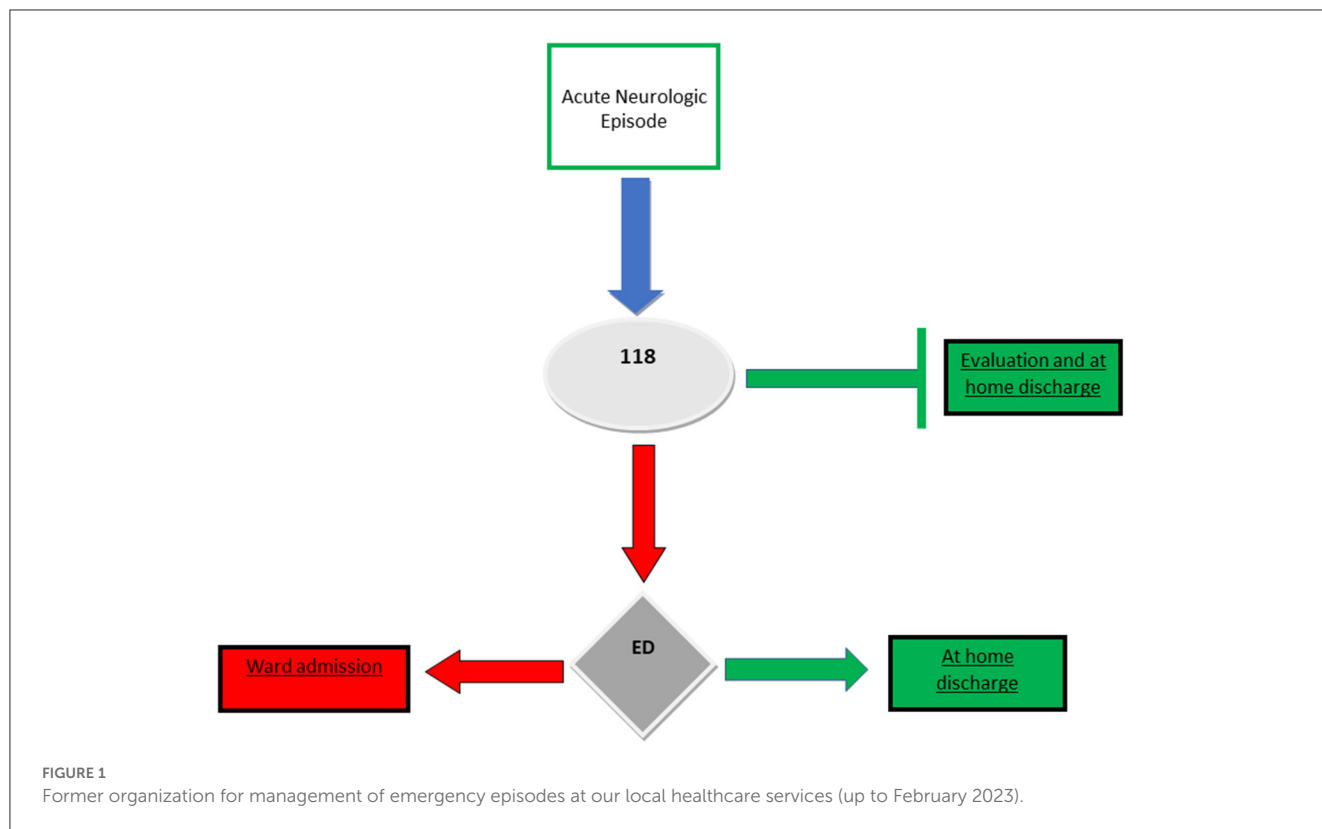 Acute Neurologic
Episode
118
Evaluation and at
home discharge
ED
Ward admission
At home
discharge
FIGURE 1
Former organization for management of emergency episodes at our local healthcare services (up to February 2023).